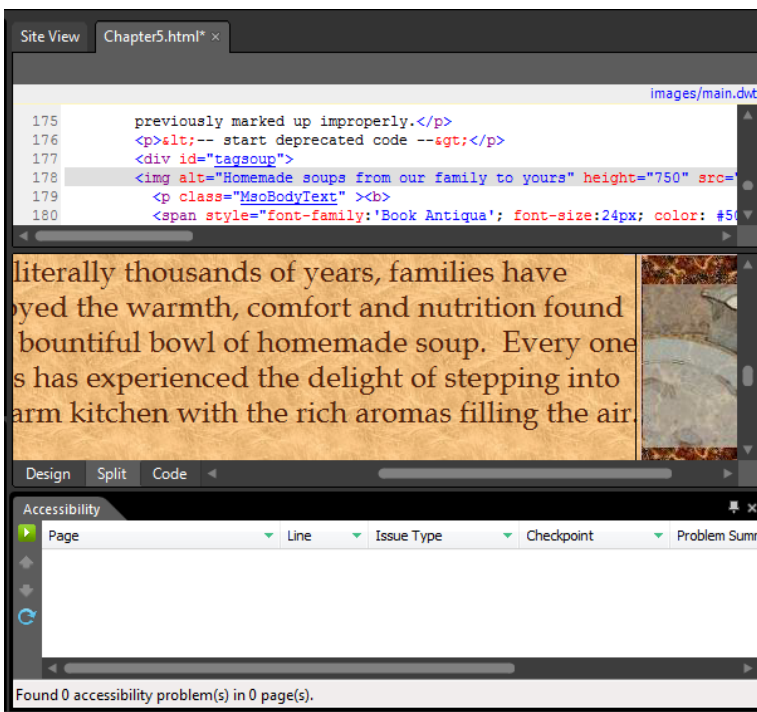 Site View Chapter5.html* ×
images/main.dwt
175 previously marked up improperly.</p>
176 <p>&lt;-- start deprecated code --&gt;</p>
177 <div id="tagsoup">
178 <img alt="Homemade soups from our family to yours" height="750" src="
179 <p class="MsoBodyText" ><b>
180 <span style="font-family:'Book Antiqua'; font-size:24px; color: #50
literally thousands of years, families have
oyed the warmth, comfort and nutrition found
bountiful bowl of homemade soup. Every one
s has experienced the delight of stepping into
arm kitchen with the rich aromas filling the air.
Design Split Code
Accessibility
Page Line Issue Type Checkpoint Problem Summ
Found 0 accessibility problem(s) in 0 page(s).